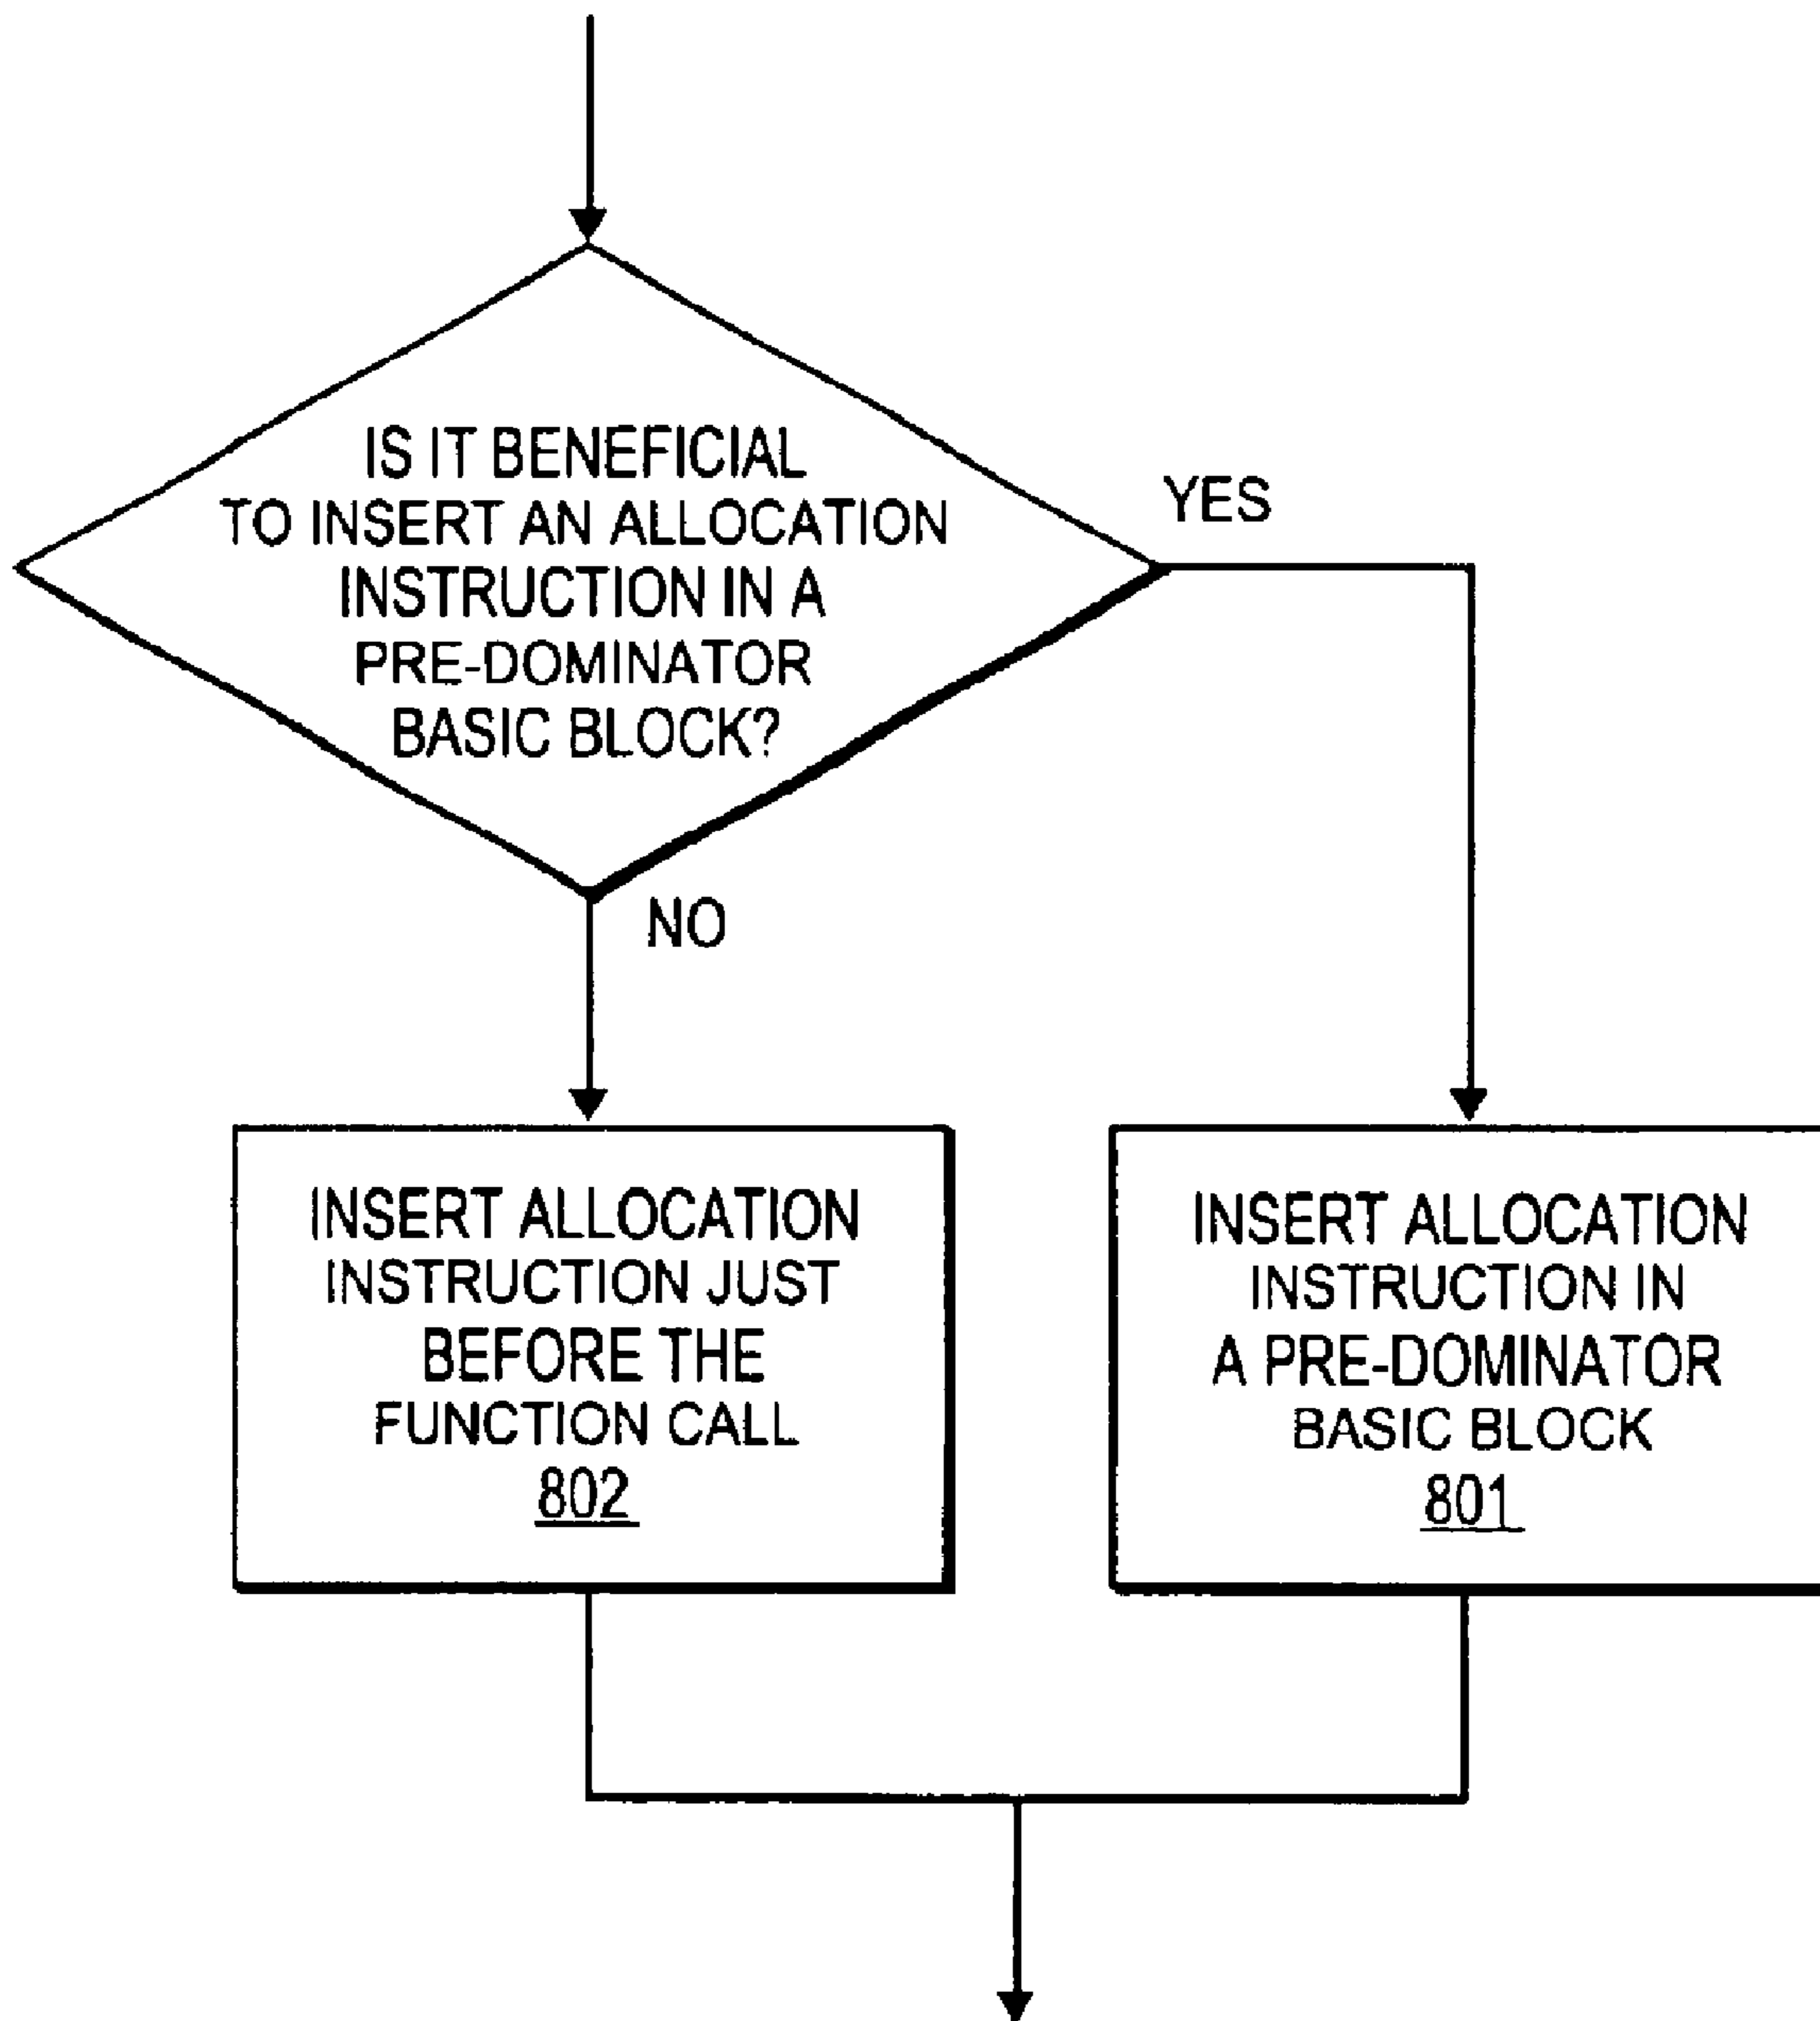 IS IT BENEFICIAL
TO INSERT AN ALLOCATION
INSTRUCTION IN A
PRE-DOMINATOR
BASIC BLOCK?
YES
NO
INSERT ALLOCATION
INSTRUCTION JUST
BEFORE THE
FUNCTION CALL
802
INSERT ALLOCATION
INSTRUCTION IN
A PRE-DOMINATOR
BASIC BLOCK
801